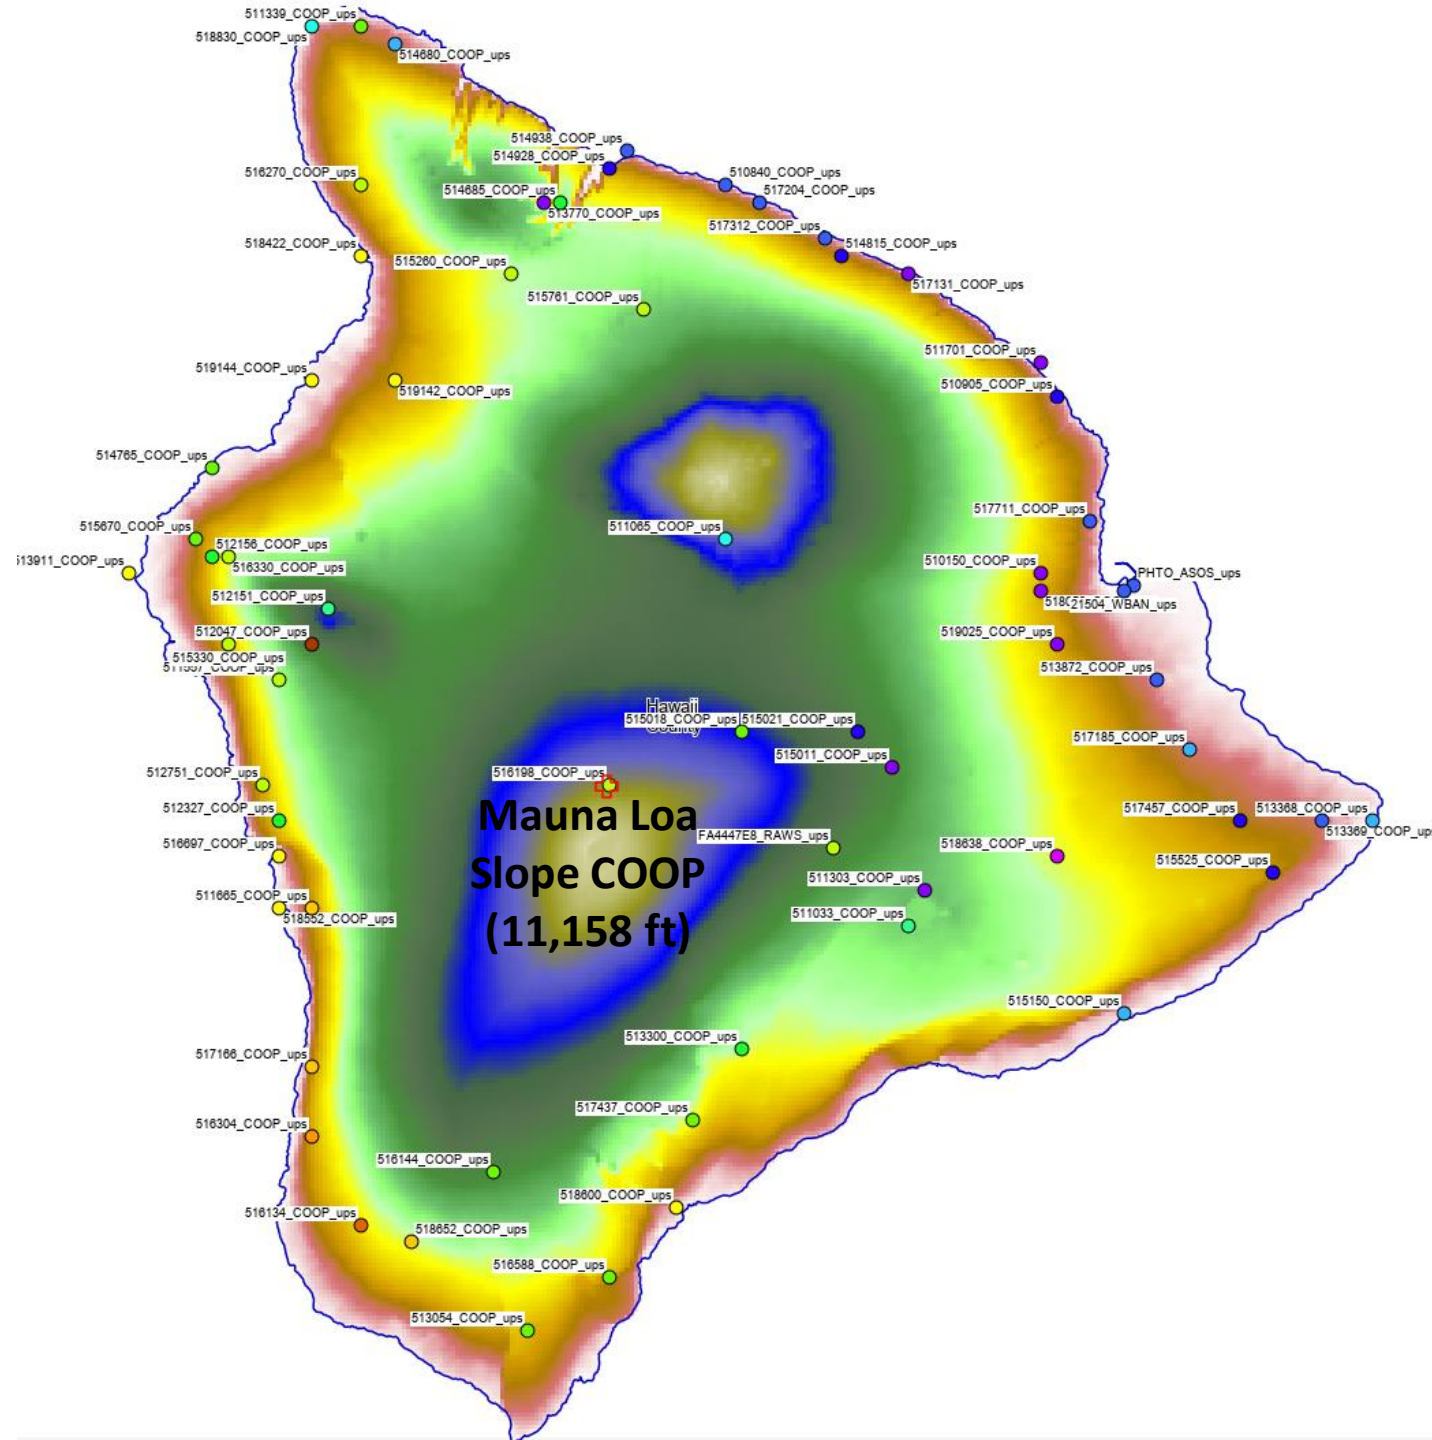 511339_COOP_ups
518830_COOP_ups
514680_COOP_ups
514938_COOP_ups
514928_COOP_ups
510840_COOP_ups
516270_COOP_ups
514685_COOP_ups
517204_COOP_ups
513770_COOP_ups
517312_COOP_ups
518422_COOP_ups
514815_COOP_ups
515260_COOP_ups
517131_COOP_ups
515761_COOP_ups
511701_COOP_ups
519144_COOP_ups
510905_COOP_ups
519142_COOP_ups
514765_COOP_ups
517711_COOP_ups
515670_COOP_ups
511065_COOP_ups
512156_COOP_ups
513911_COOP_ups
516330_COOP_ups
510150_COOP_ups
PHTO_ASOS_ups
512151_COOP_ups
21504_WBAN_ups
512047_COOP_ups
519025_COOP_ups
515330_COOP_ups
513872_COOP_ups
Hawaii
County
515018_COOP_ups
515021_COOP_ups
517185_COOP_ups
515011_COOP_ups
512751_COOP_ups
516198_COOP_ups
Mauna Loa
Slope COOP
(11,158 ft)
512327_COOP_ups
517457_COOP_ups
513368_COOP_ups
513369_COOP_ups
FA4447E8_RAWS_ups
516697_COOP_ups
518638_COOP_ups
515525_COOP_ups
511303_COOP_ups
511665_COOP_ups
518552_COOP_ups
511033_COOP_ups
515150_COOP_ups
513300_COOP_ups
517166_COOP_ups
517437_COOP_ups
516304_COOP_ups
516144_COOP_ups
518600_COOP_ups
516134_COOP_ups
518652_COOP_ups
516588_COOP_ups
513054_COOP_ups